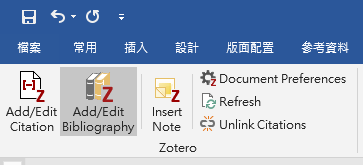 檔案 常用 插入 設計 版面配置 參考資料
Add/Edit Citation
Add/Edit Bibliography
Insert Note
Document Preferences
Refresh
Unlink Citations
Zotero